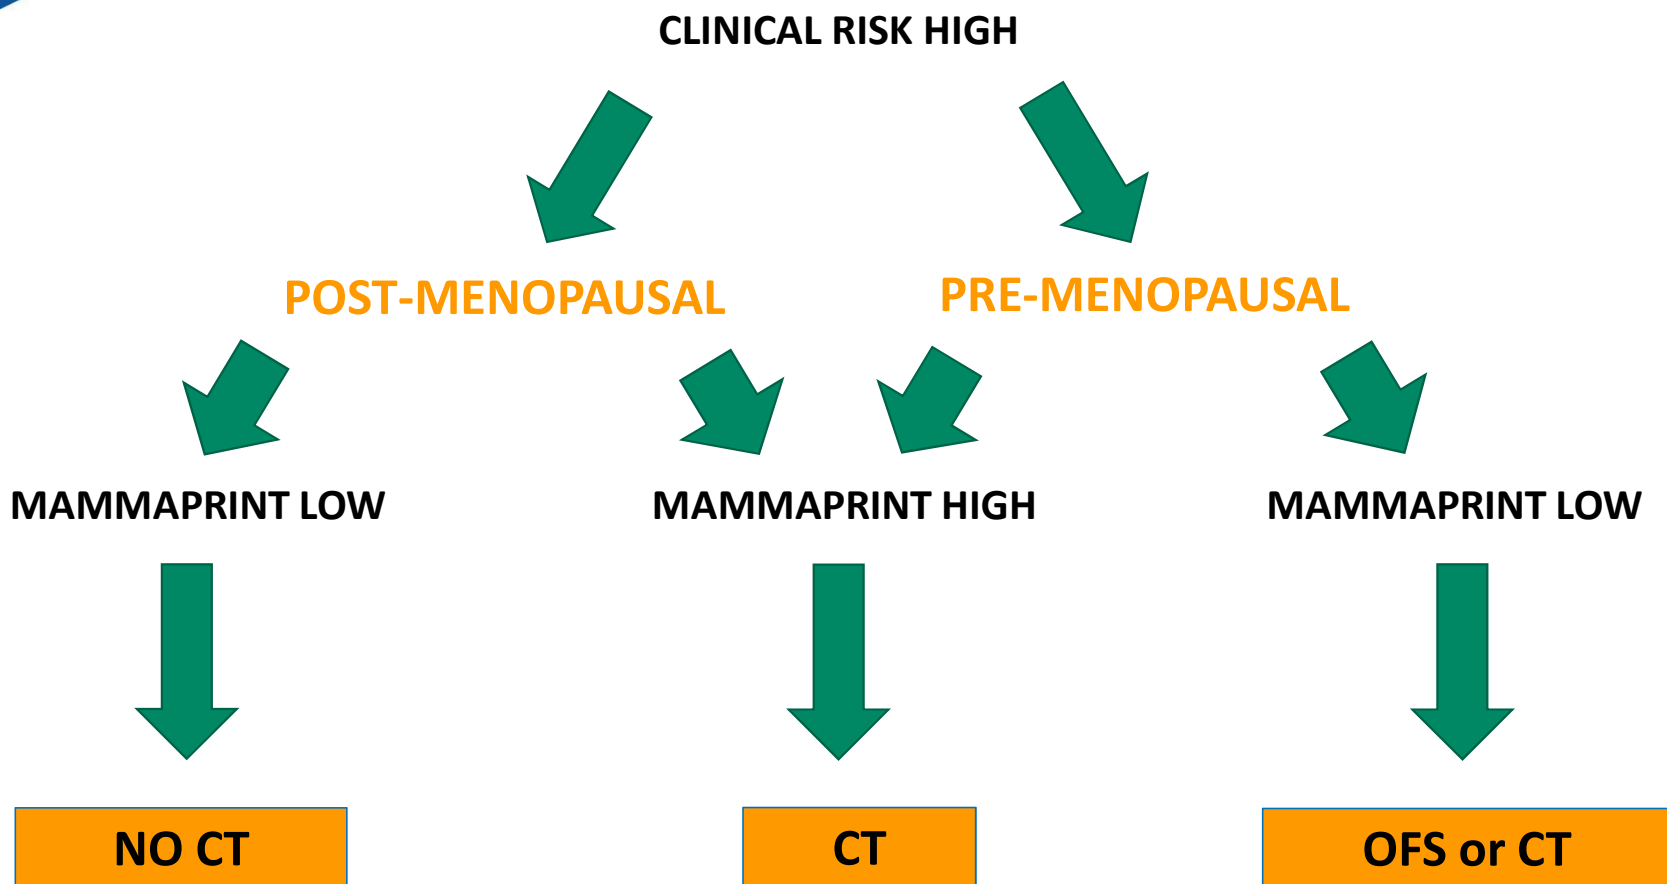 CLINICAL RISK HIGH
POST-MENOPAUSAL
PRE-MENOPAUSAL
MAMMAPRINT LOW
MAMMAPRINT HIGH
MAMMAPRINT LOW
NO CT
CT
OFS or CT